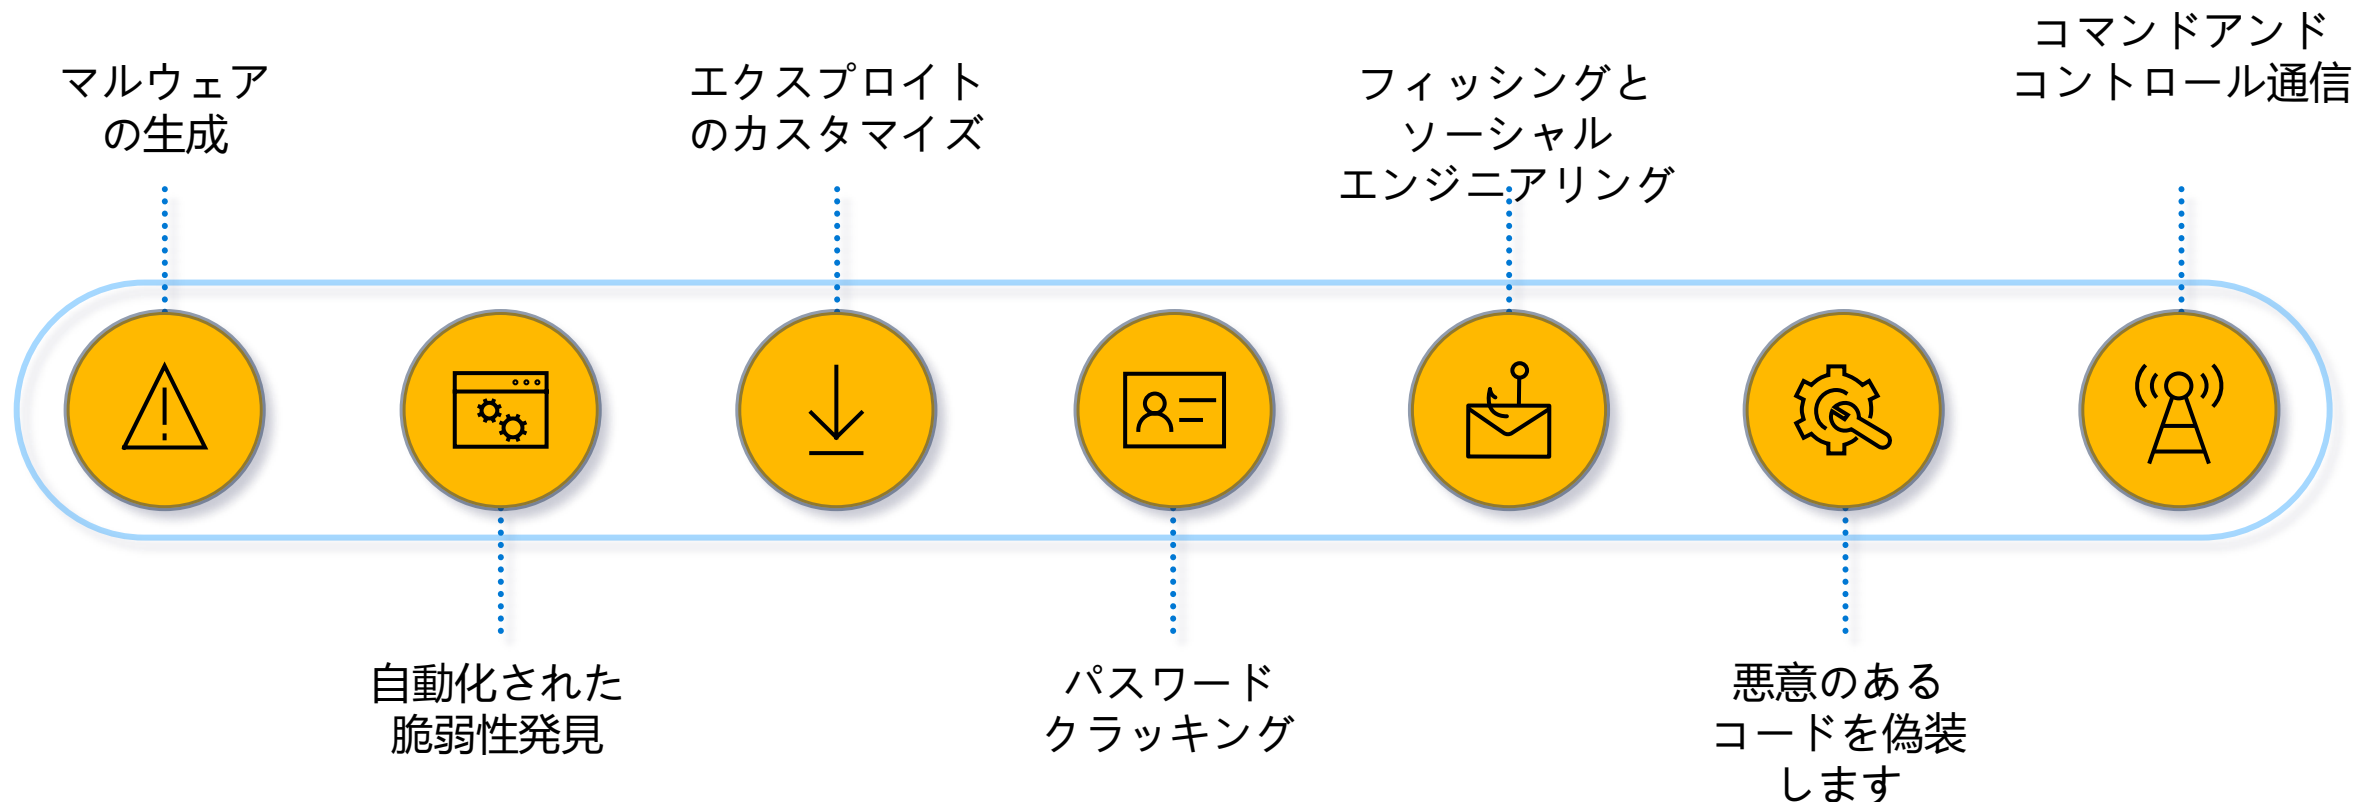 マルウェア
の生成
自動化された
脆弱性発見
エクスプロイト
のカスタマイズ
パスワード
クラッキング
フィッシングと
ソーシャル
エンジニアリング
悪意のある
コードを偽装
します
コマンドアンド
コントロール通信